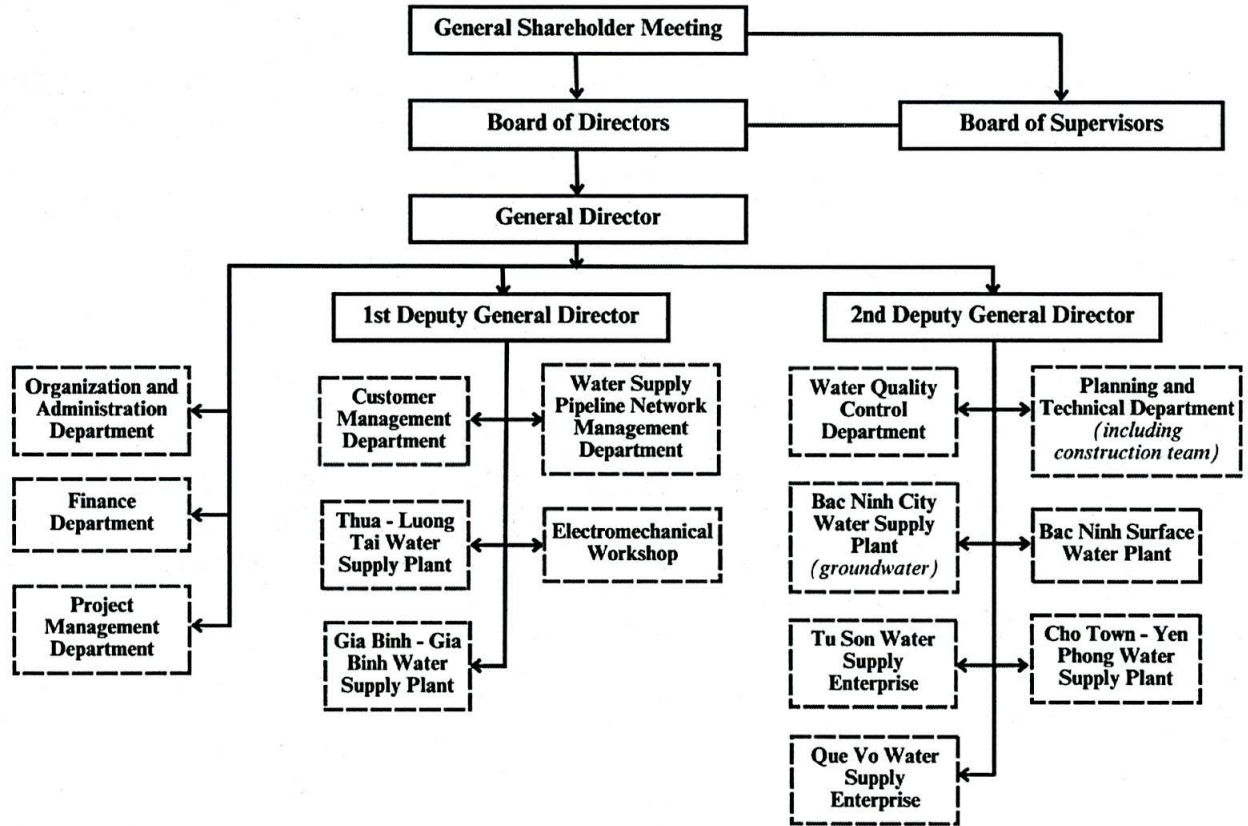 General Shareholder Meeting
Board of Directors
Board of Supervisors
General Director
1st Deputy General Director
2nd Deputy General Director
Organization and
Administration
Department
Finance
Department
Project
Management
Department
Customer
Management
Department
Water Supply
Pipeline Network
Management
Department
Thua - Luong
Tai Water
Supply Plant
Electromechanical
Workshop
Gia Binh - Gia
Binh Water
Supply Plant
Water Quality
Control
Department
Planning and
Technical Department
(including
construction team)
Bac Ninh City
Water Supply
Plant
(groundwater)
Bac Ninh Surface
Water Plant
Tu Son Water
Supply
Enterprise
Cho Town - Yen
Phong Water
Supply Plant
Que Vo Water
Supply
Enterprise